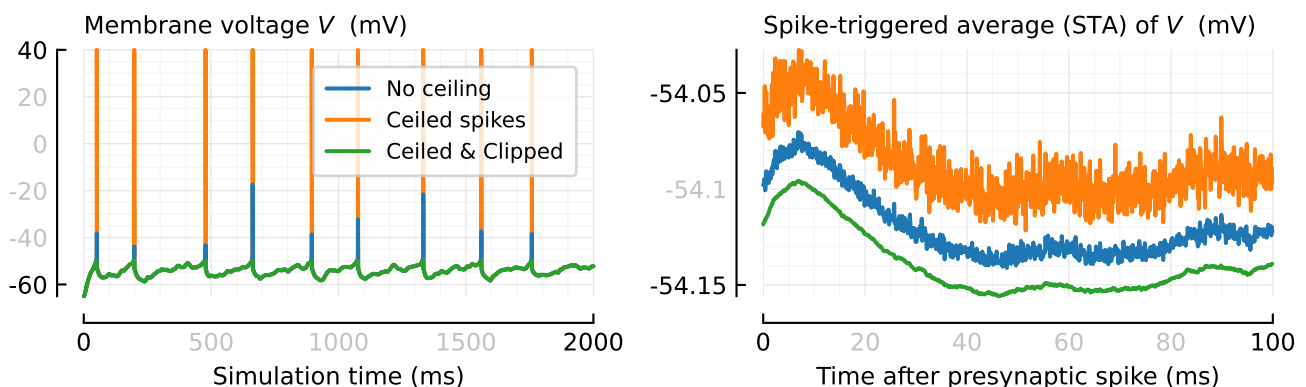 Membrane voltage V (mV)
40
20
0
-20
-40
-60
No ceiling
Ceiled spikes
Ceiled & Clipped
0
500
1000
1500
2000
Simulation time (ms)
Spike-triggered average (STA) of V (mV)
-54.05
-54.1
-54.15
0
20
40
60
80
100
Time after presynaptic spike (ms)